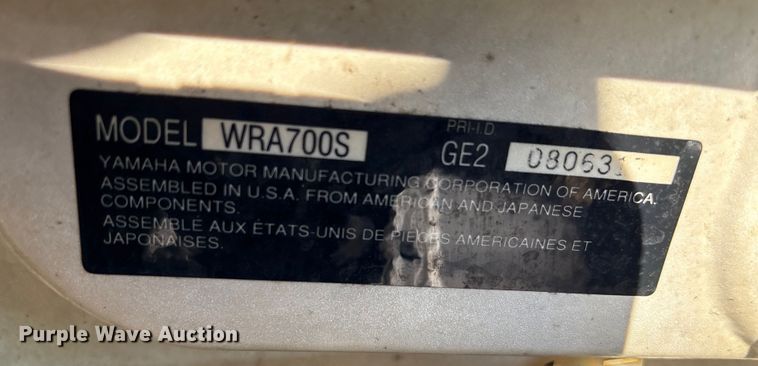 MODEL WRA700S
PRI-I.D
GE2
YAMAHA MOTOR MANUFACTURING CORPORATION OF AMERICA.
ASSEMBLED IN U.S.A. FROM AMERICAN AND JAPANESE
COMPONENTS.
ASSEMBLÉ AUX ÉTATS-UNIS DE PIECES AMERICAINES ET
JAPONAISES.
Purple Wave Auction